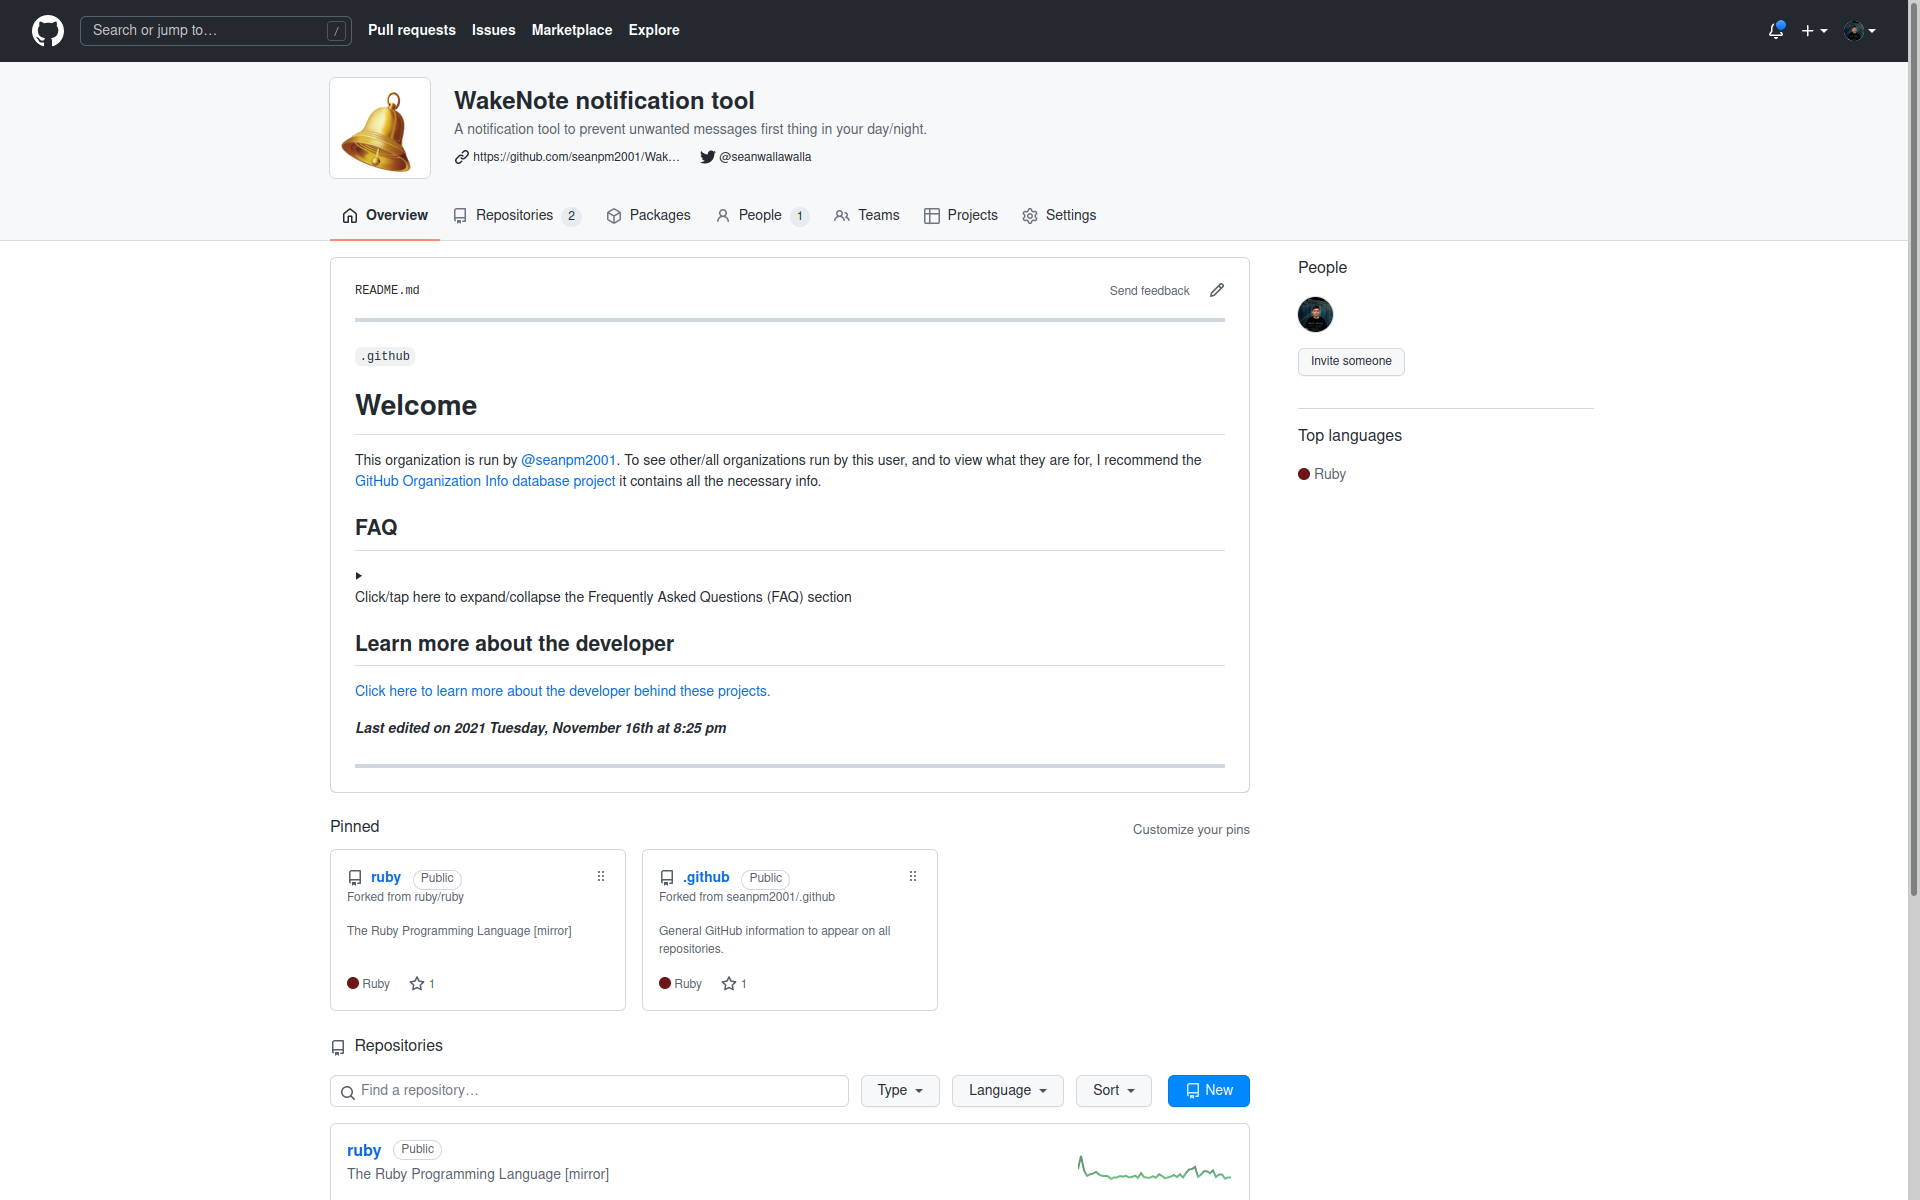 Search or jump to…
/
Pull requests
Issues
Marketplace
Explore
WakeNote notification tool
A notification tool to prevent unwanted messages first thing in your day/night.
https://github.com/seanpm2001/Wak…
@seanwallawalla
Overview
Repositories 2
Packages
People 1
Teams
Projects
Settings
README.md
Send feedback
.github
Welcome
This organization is run by @seanpm2001. To see other/all organizations run by this user, and to view what they are for, I recommend the
GitHub Organization Info database project it contains all the necessary info.
FAQ
Click/tap here to expand/collapse the Frequently Asked Questions (FAQ) section
Learn more about the developer
Click here to learn more about the developer behind these projects.
Last edited on 2021 Tuesday, November 16th at 8:25 pm
People
Invite someone
Top languages
Ruby
Pinned
Customize your pins
ruby Public
Forked from ruby/ruby
The Ruby Programming Language [mirror]
Ruby 1
.github Public
Forked from seanpm2001/.github
General GitHub information to appear on all
repositories.
Ruby 1
Repositories
Find a repository…
Type
Language
Sort
New
ruby Public
The Ruby Programming Language [mirror]